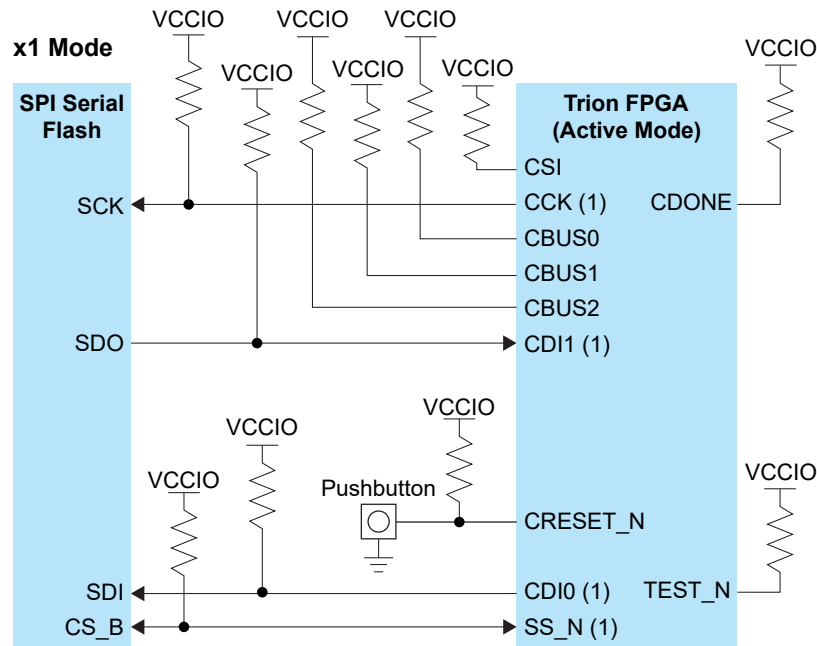 VCCIO
VCCIO
VCCIO
x1 Mode
VCCIO
VCCIO
VCCIO
VCCIO
SPI Serial
Flash
Trion FPGA
(Active Mode)
CSI
SCK
CCK (1)
CDONE
CBUS0
CBUS1
CBUS2
SDO
CDI1 (1)
VCCIO
VCCIO
VCCIO
VCCIO
Pushbutton
CRESET_N
SDI
CDI0 (1)
TEST_N
CS_B
SS_N (1)